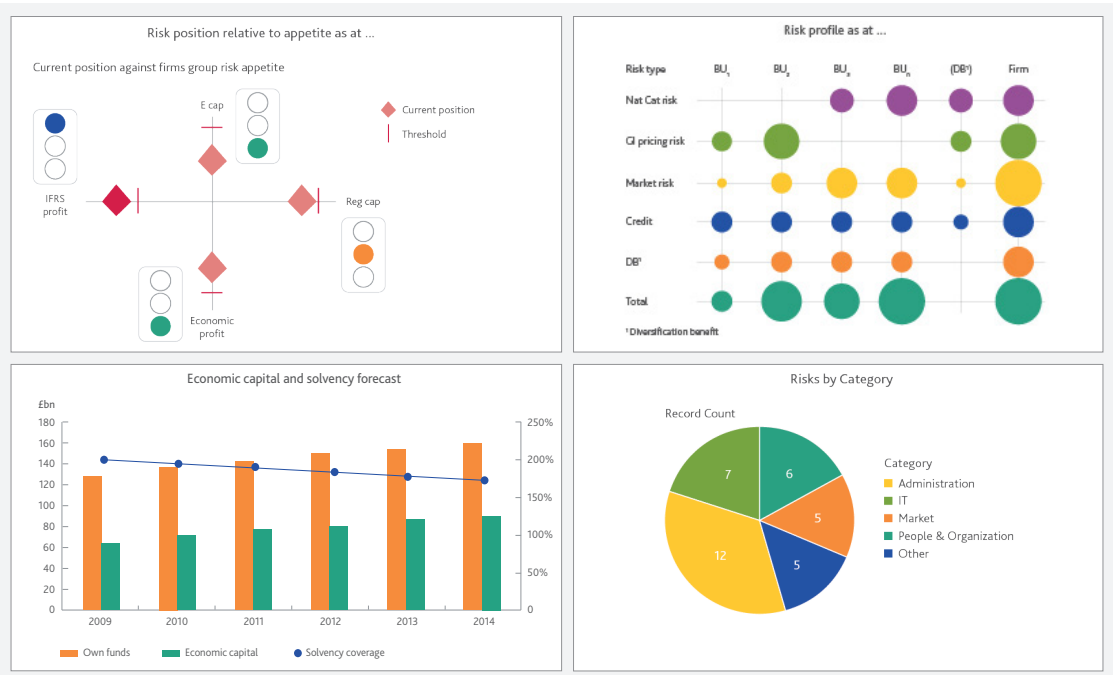 Risk position relative to appetite as at ...
Current position against firms group risk appetite
E cap
Current position
Threshold
IFRS
profit
Reg cap
Economic
profit
Risk profile as at ...
Risk type BU₁ BU₂ BU₃ BUₙ (DB¹) Firm
Nat Cat risk
GI pricing risk
Market risk
Credit
DB¹
Total
¹ Diversification benefit
Economic capital and solvency forecast
£bn
180 250%
160
140 200%
120
100 150%
80 100%
60
40 50%
20
0 0
2009 2010 2011 2012 2013 2014
Own funds Economic capital Solvency coverage
Risks by Category
Record Count
7 6
5
12 5
Category
Administration
IT
Market
People & Organization
Other